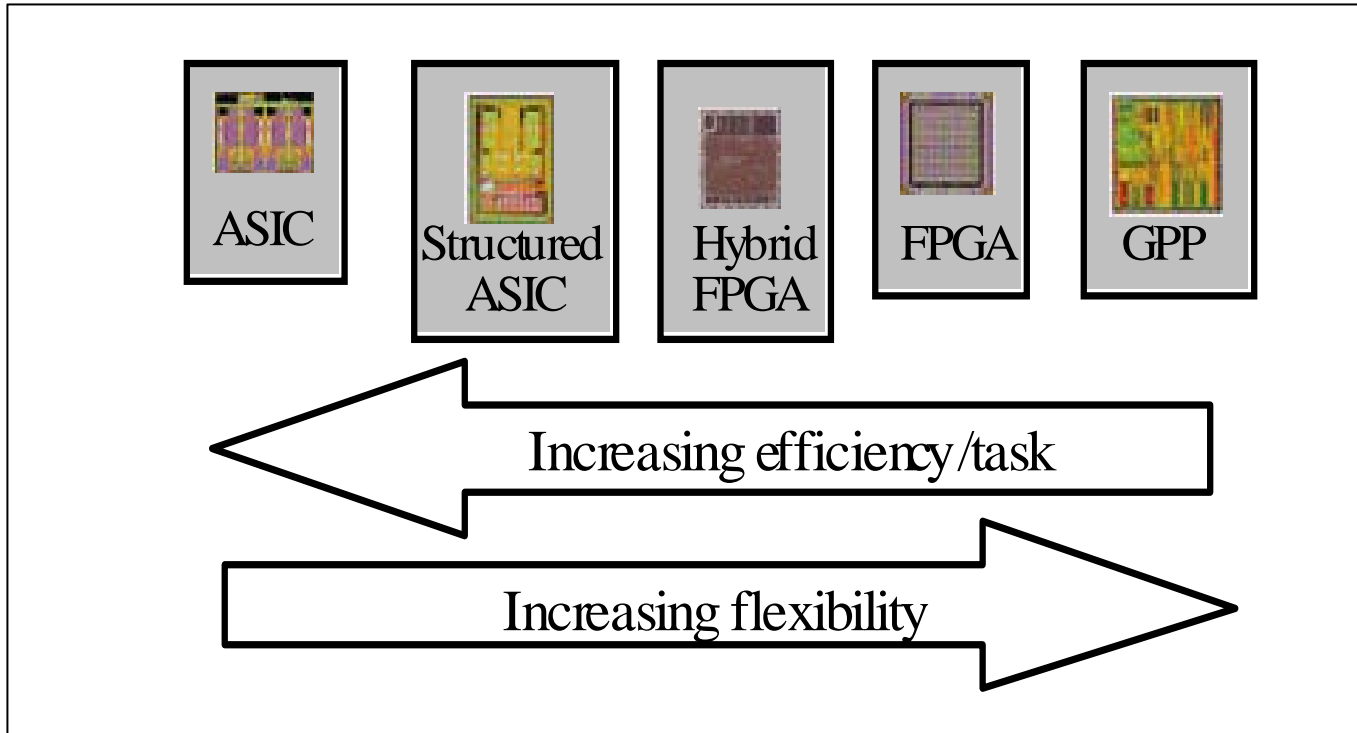 ASIC
Structured
ASIC
Hybrid
FPGA
FPGA
GPP
Increasing efficiency/task
Increasing flexibility